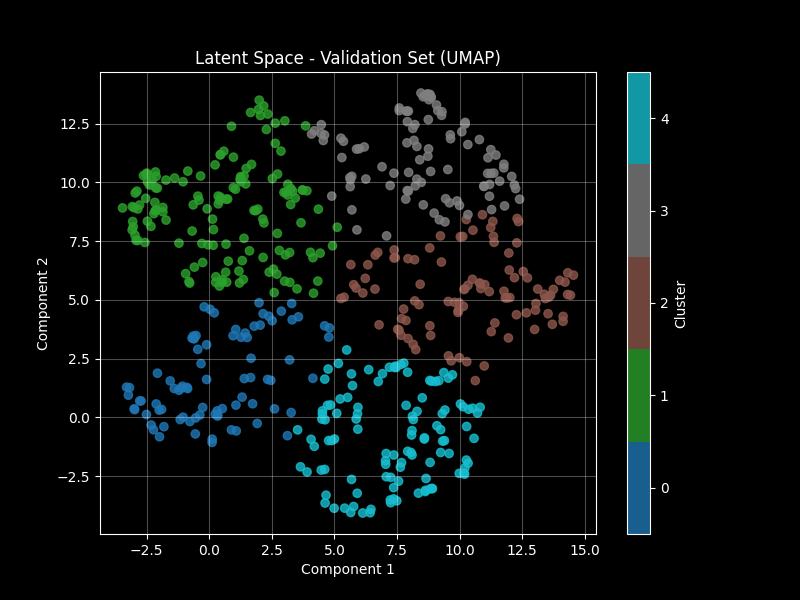 Latent Space - Validation Set (UMAP)
12.5
10.0
7.5
5.0
2.5
0.0
−2.5
Component 2
−2.5 0.0 2.5 5.0 7.5 10.0 12.5 15.0
Component 1
4
3
2
1
0
Cluster